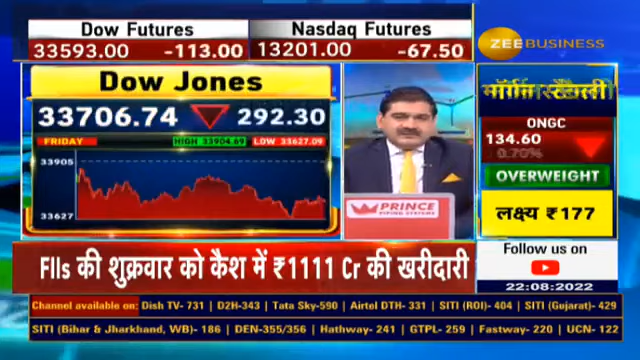 Dow Futures
33593.00 -113.00
Nasdaq Futures
13201.00 -67.50
ZEE BUSINESS
Dow Jones
33706.74 292.30
FRIDAY HIGH 33904.69 LOW 33627.09
33905
33627
PRINCE
PIPING SYSTEMS
ONGC
134.60
0.70%
OVERWEIGHT
लक्ष्य ₹177
FIIs की शुक्रवार को कैश में ₹1111 Cr की खरीदारी
Follow us on
22:08:2022
Channel available on: Dish TV- 731 | D2H-343 | Tata Sky-590 | Airtel DTH- 331 | SITI (ROI)- 404 | SITI (Gujarat)- 429
SITI (Bihar & Jharkhand, WB)- 186 | DEN-355/356 | Hathway- 241 | GTPL- 259 | Fastway- 220 | UCN- 122